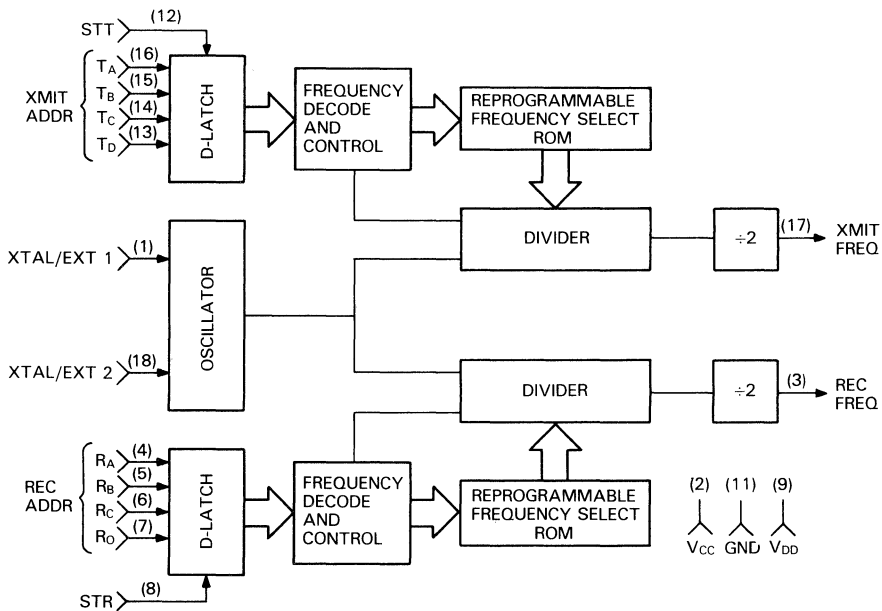 (12)
STT
(16)
TA
(15)
TB
(14)
TC
(13)
TD
XMIT
ADDR
D-LATCH
FREQUENCY
DECODE
AND
CONTROL
REPROGRAMMABLE
FREQUENCY SELECT
ROM
XTAL/EXT 1
(1)
XTAL/EXT 2
(18)
OSCILLATOR
DIVIDER
÷2
(17)
XMIT
FREQ
DIVIDER
÷2
(3)
REC
FREQ
REC
ADDR
(4)
RA
(5)
RB
(6)
RC
(7)
RO
D-LATCH
FREQUENCY
DECODE
AND
CONTROL
REPROGRAMMABLE
FREQUENCY SELECT
ROM
(2) (11) (9)
VCC GND VDD
(8)
STR